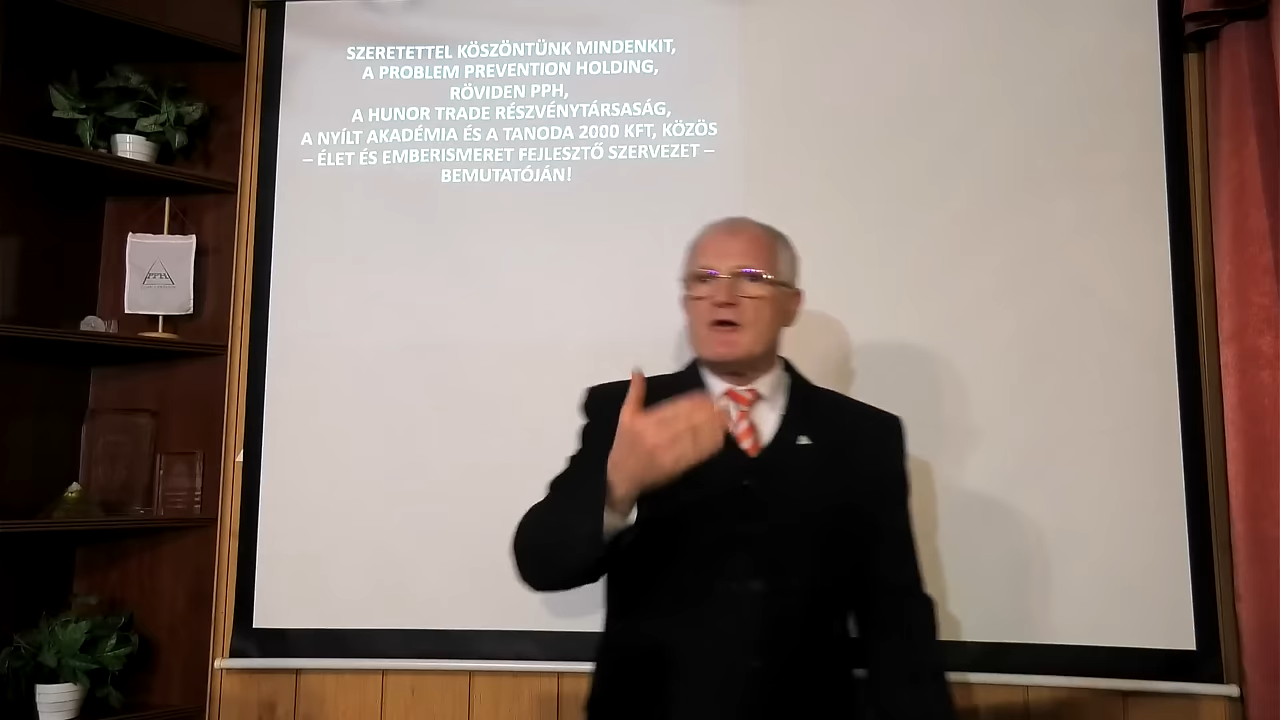 SZERETETTEL KÖSZÖNTÜNK MINDENKIT,
A PROBLEM PREVENTION HOLDING,
RÖVIDEN PPH,
A HUNOR TRADE RÉSZVÉNYTÁRSASÁG,
A NYÍLT AKADÉMIA ÉS A TANODA 2000 KFT, KÖZÖS
– ÉLET ÉS EMBERISMERET FEJLESZTŐ SZERVEZET –
BEMUTATÓJÁN!
PPH